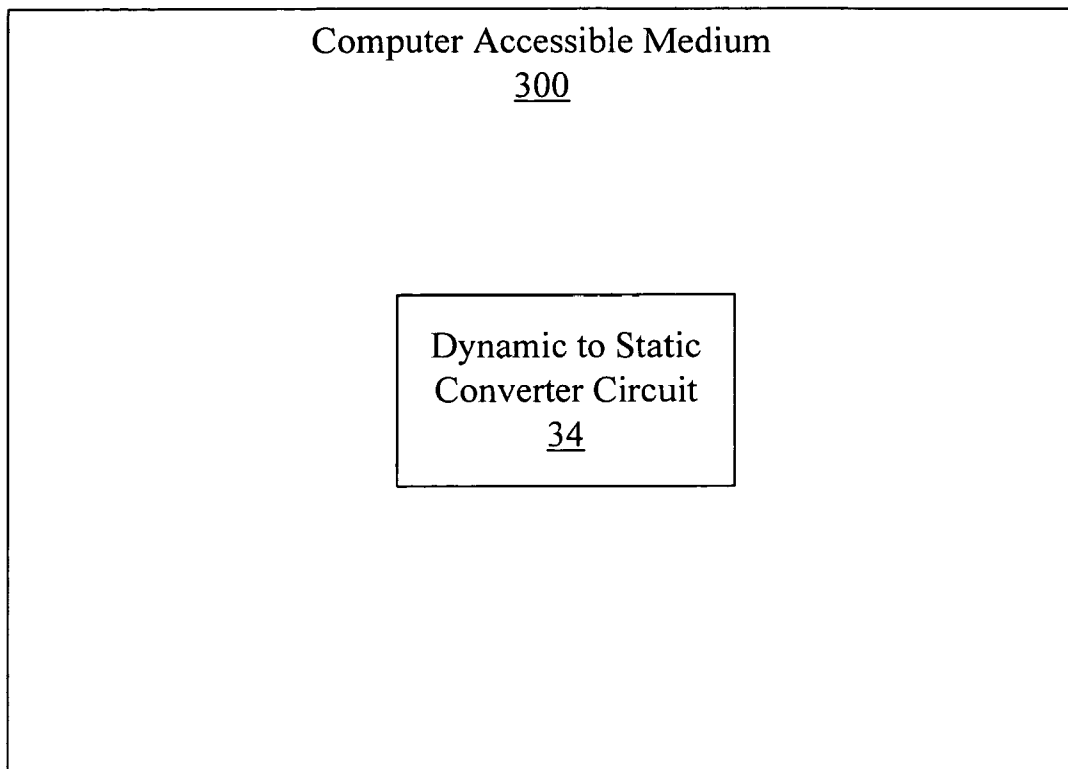 Computer Accessible Medium
300
Dynamic to Static
Converter Circuit
34